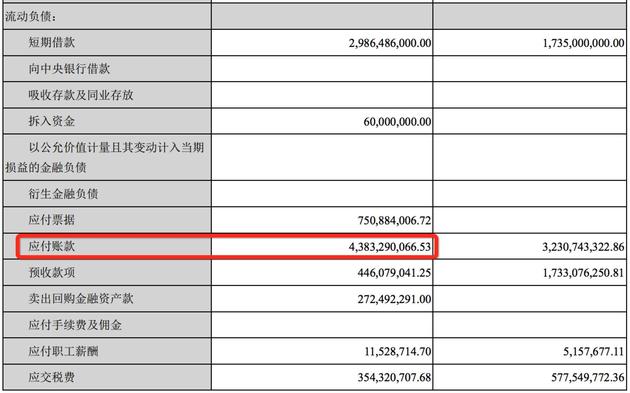 流动负债：
短期借款 2,986,486,000.00 1,735,000,000.00
向中央银行借款
吸收存款及同业存放
拆入资金 60,000,000.00
以公允价值计量且其变动计入当期
损益的金融负债
衍生金融负债
应付票据 750,884,006.72
应付账款 4,383,290,066.53 3,230,743,322.86
预收款项 446,079,041.25 1,733,076,250.81
卖出回购金融资产款 272,492,291.00
应付手续费及佣金
应付职工薪酬 11,528,714.70 5,157,677.11
应交税费 354,320,707.68 577,549,772.36